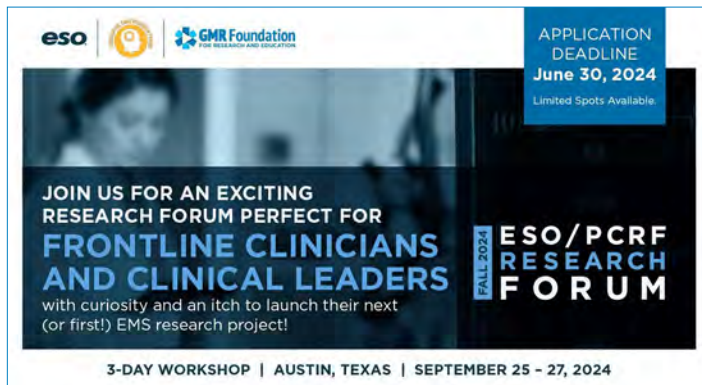 eso
GMR Foundation
FOR RESEARCH AND EDUCATION
APPLICATION
DEADLINE
June 30, 2024
Limited Spots Available.
JOIN US FOR AN EXCITING
RESEARCH FORUM PERFECT FOR
FRONTLINE CLINICIANS
AND CLINICAL LEADERS
with curiosity and an itch to launch their next
(or first!) EMS research project!
FALL 2024
ESO/PCRF
RESEARCH
FORUM
3-DAY WORKSHOP | AUSTIN, TEXAS | SEPTEMBER 25 – 27, 2024